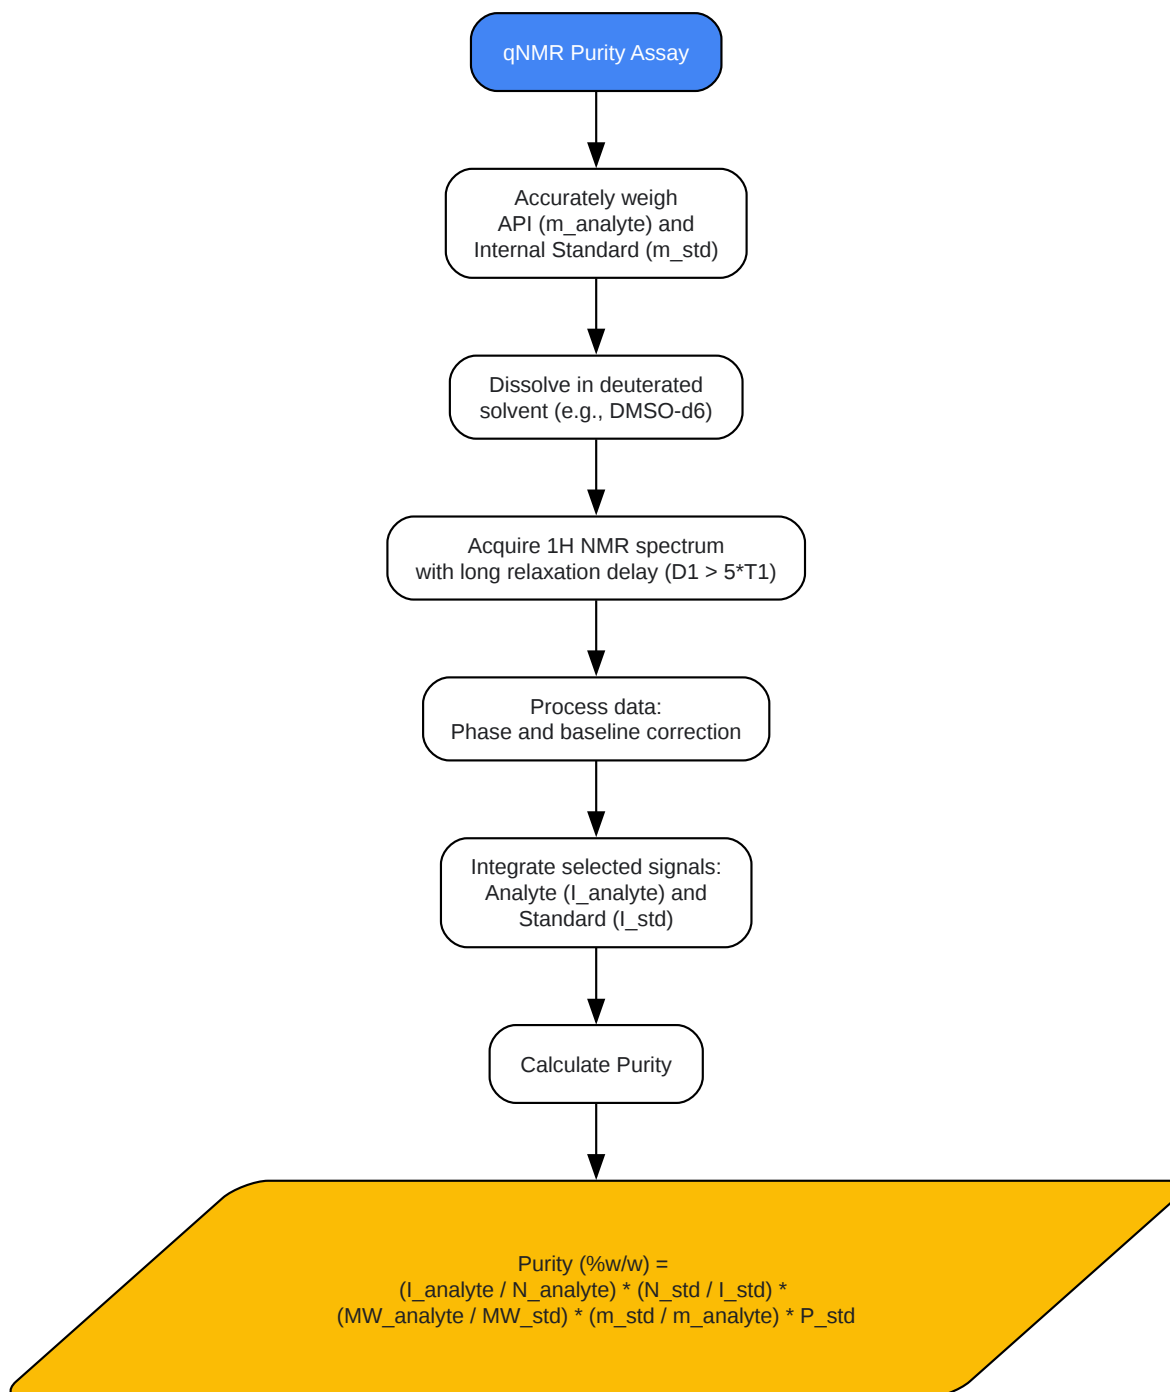 qNMR Purity Assay
Accurately weigh
API (m_analyte) and
Internal Standard (m_std)
Dissolve in deuterated
solvent (e.g., DMSO-d6)
Acquire 1H NMR spectrum
with long relaxation delay (D1 > 5*T1)
Process data:
Phase and baseline correction
Integrate selected signals:
Analyte (I_analyte) and
Standard (I_std)
Calculate Purity
Purity (%w/w) =
(I_analyte / N_analyte) * (N_std / I_std) *
(MW_analyte / MW_std) * (m_std / m_analyte) * P_std